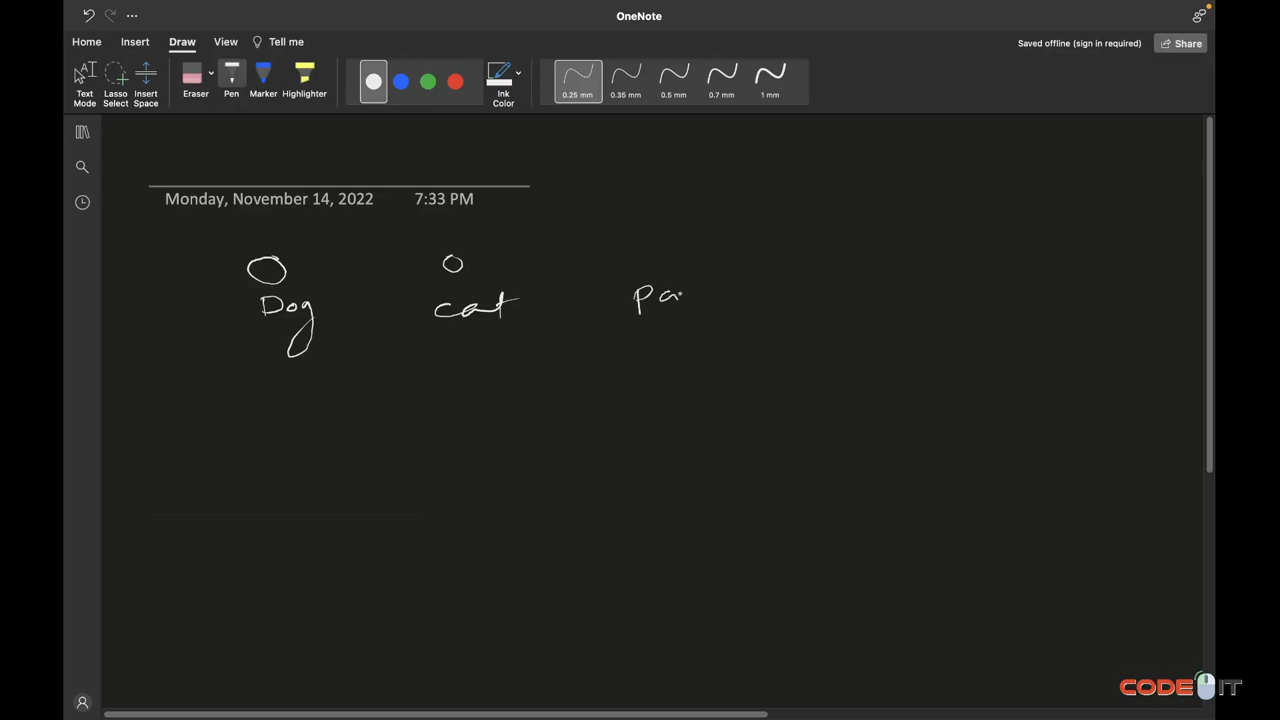 OneNote
Home Insert Draw View Tell me
Saved offline (sign in required) Share
Text Mode
Lasso Select
Insert Space
Eraser
Pen
Marker
Highlighter
Ink Color
0.25 mm 0.35 mm 0.5 mm 0.7 mm 1 mm
Monday, November 14, 2022 7:33 PM
Dog cat pa
CODE IT